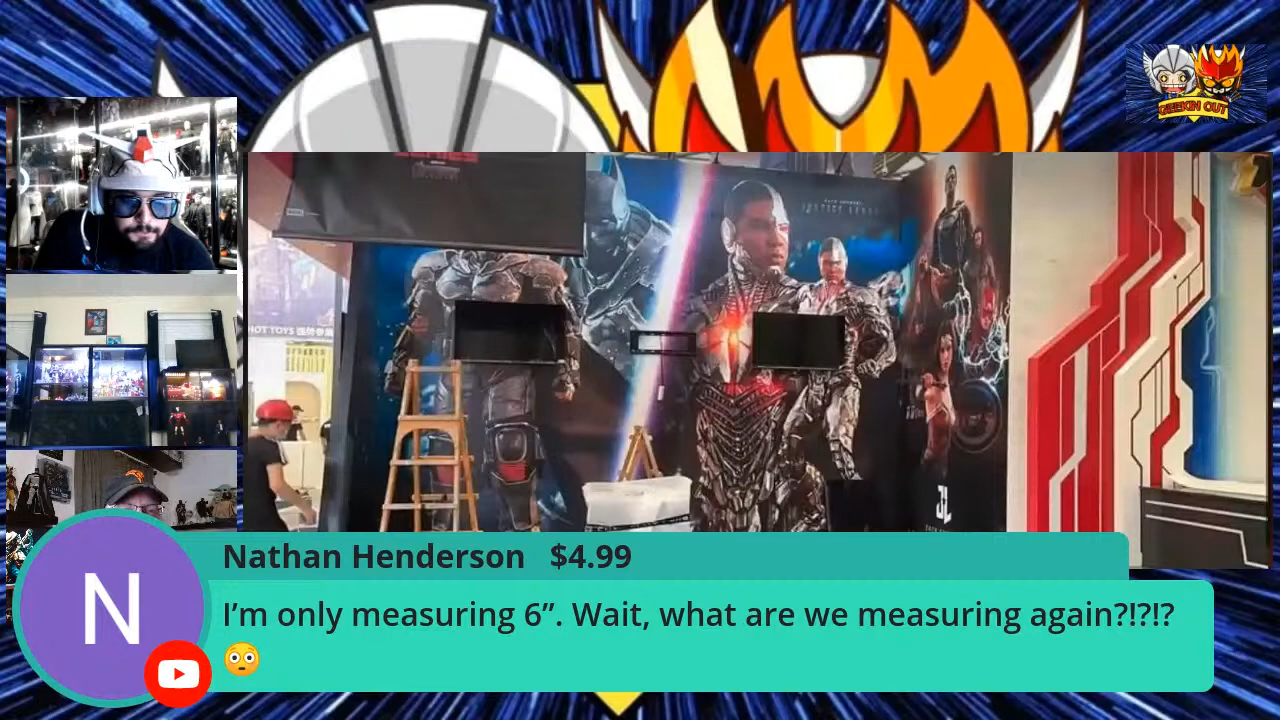 GEEKIN OUT
JUSTICE LEAGUE
HOT TOYS
JL
Nathan Henderson $4.99
I’m only measuring 6”. Wait, what are we measuring again?!?!?
😳
N